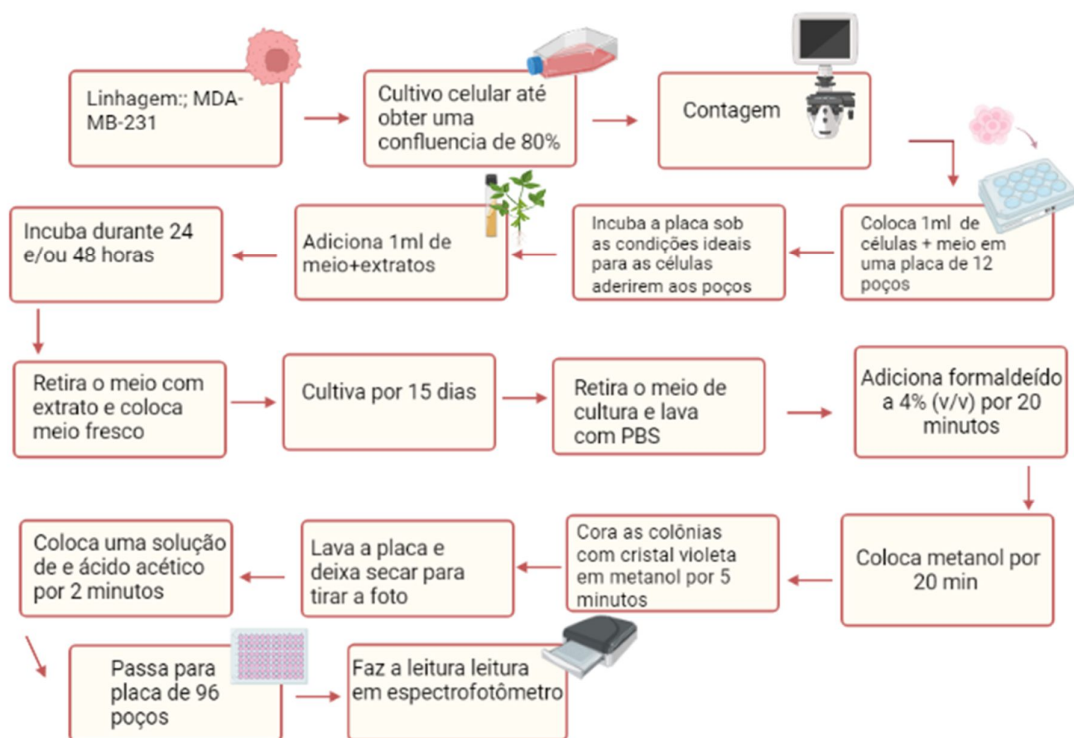 Linhagem:; MDA-
MB-231
Cultivo celular até
obter uma
confluencia de 80%
Contagem
Coloca 1ml de
células + meio em
uma placa de 12
poços
Incuba a placa sob
as condições ideais
para as células
aderirem aos poços
Adiciona 1ml de
meio+extratos
Incuba durante 24
e/ou 48 horas
Retira o meio com
extrato e coloca
meio fresco
Cultiva por 15 dias
Retira o meio de
cultura e lava
com PBS
Adiciona formaldeído
a 4% (v/v) por 20
minutos
Coloca metanol por
20 min
Cora as colônias
com cristal violeta
em metanol por 5
minutos
Lava a placa e
deixa secar para
tirar a foto
Coloca uma solução
de e ácido acético
por 2 minutos
Passa para
placa de 96
poços
Faz a leitura leitura
em espectrofotômetro